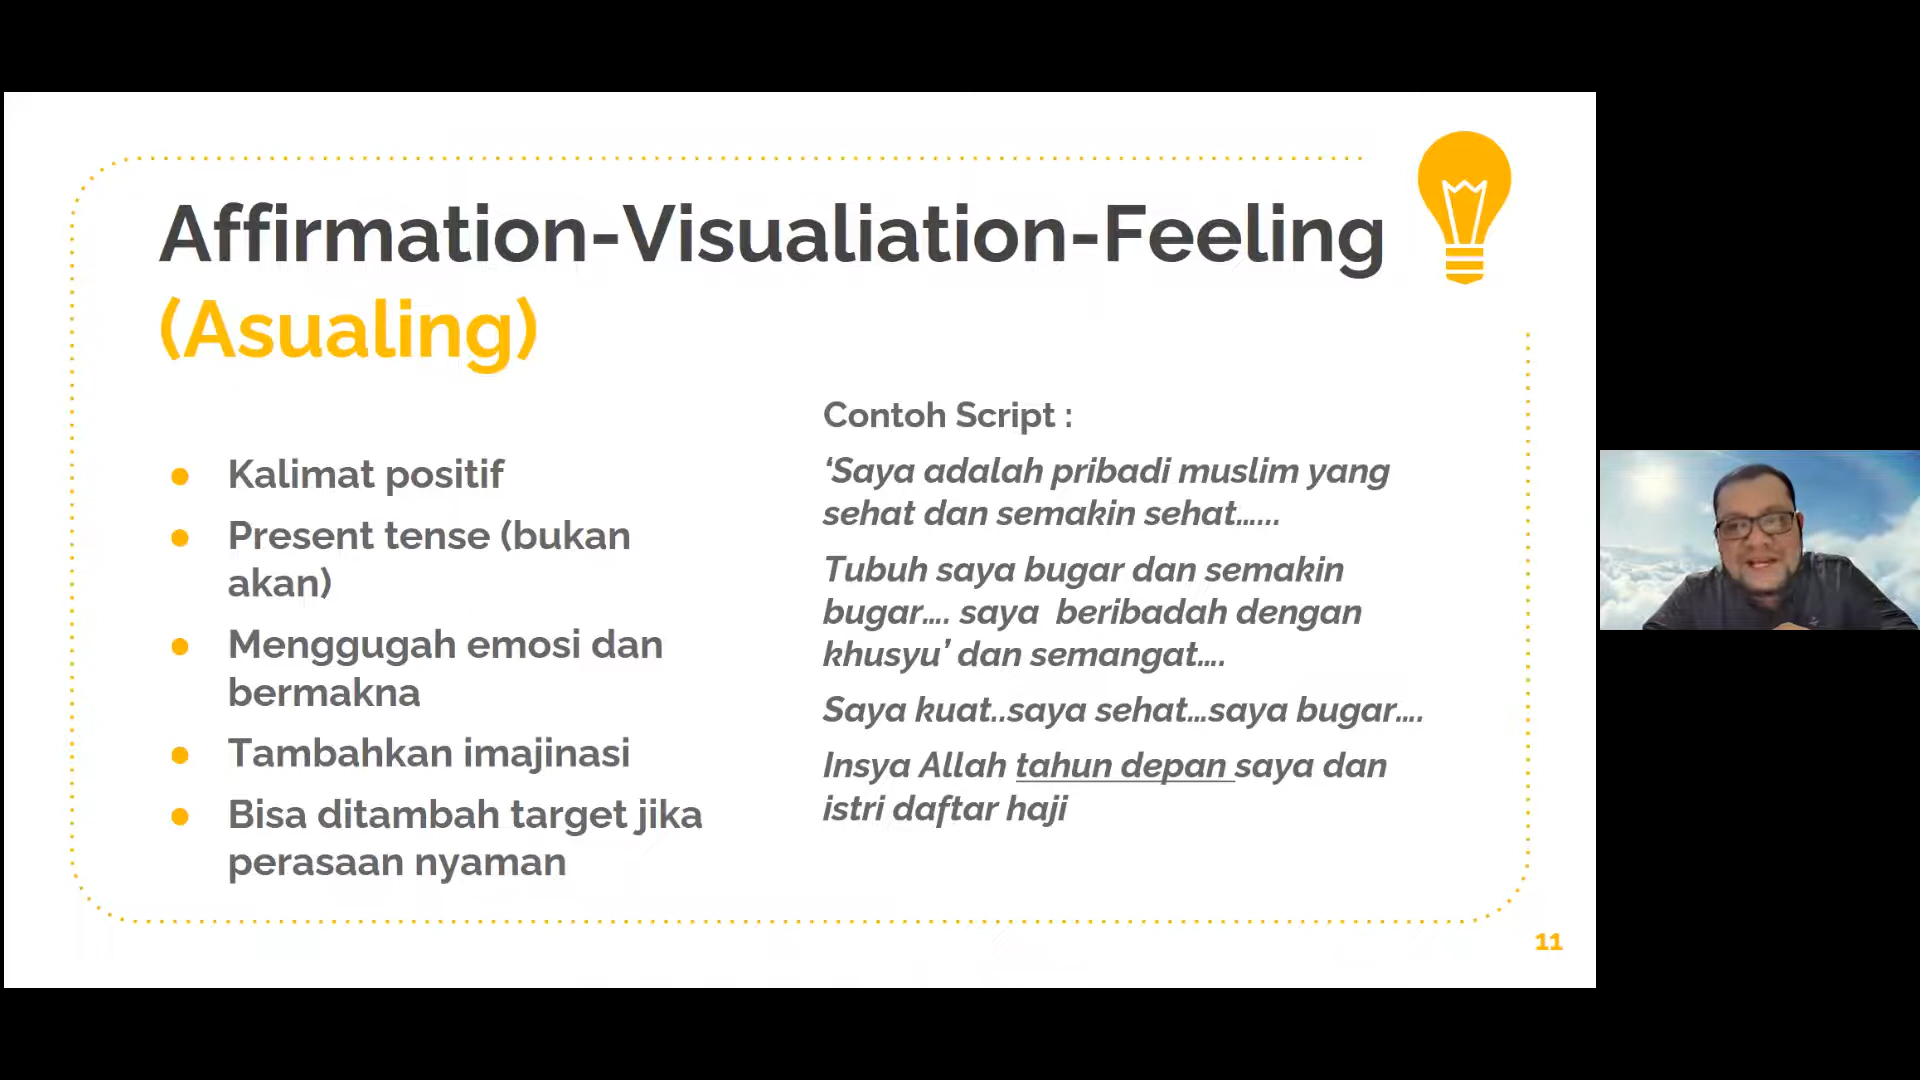 Affirmation-Visualiation-Feeling
(Asualing)
● Kalimat positif
● Present tense (bukan
akan)
● Menggugah emosi dan
bermakna
● Tambahkan imajinasi
● Bisa ditambah target jika
perasaan nyaman
Contoh Script :
‘Saya adalah pribadi muslim yang
sehat dan semakin sehat......
Tubuh saya bugar dan semakin
bugar.... saya  beribadah dengan
khusyu’ dan semangat....
Saya kuat..saya sehat...saya bugar....
Insya Allah tahun depan saya dan
istri daftar haji
11